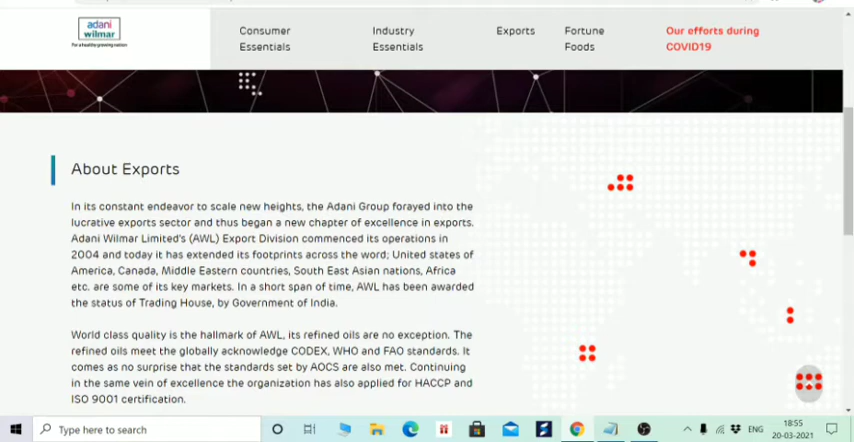 adani
wilmar
For a healthy growing nation
Consumer
Essentials
Industry
Essentials
Exports
Fortune
Foods
Our efforts during
COVID19
About Exports
In its constant endeavor to scale new heights, the Adani Group forayed into the
lucrative exports sector and thus began a new chapter of excellence in exports.
Adani Wilmar Limited's (AWL) Export Division commenced its operations in
2004 and today it has extended its footprints across the word; United states of
America, Canada, Middle Eastern countries, South East Asian nations, Africa
etc. are some of its key markets. In a short span of time, AWL has been awarded
the status of Trading House, by Government of India.
World class quality is the hallmark of AWL, its refined oils are no exception. The
refined oils meet the globally acknowledge CODEX, WHO and FAO standards. It
comes as no surprise that the standards set by AOCS are also met. Continuing
in the same vein of excellence the organization has also applied for HACCP and
ISO 9001 certification.
Type here to search
ENG
18:55
20-03-2021